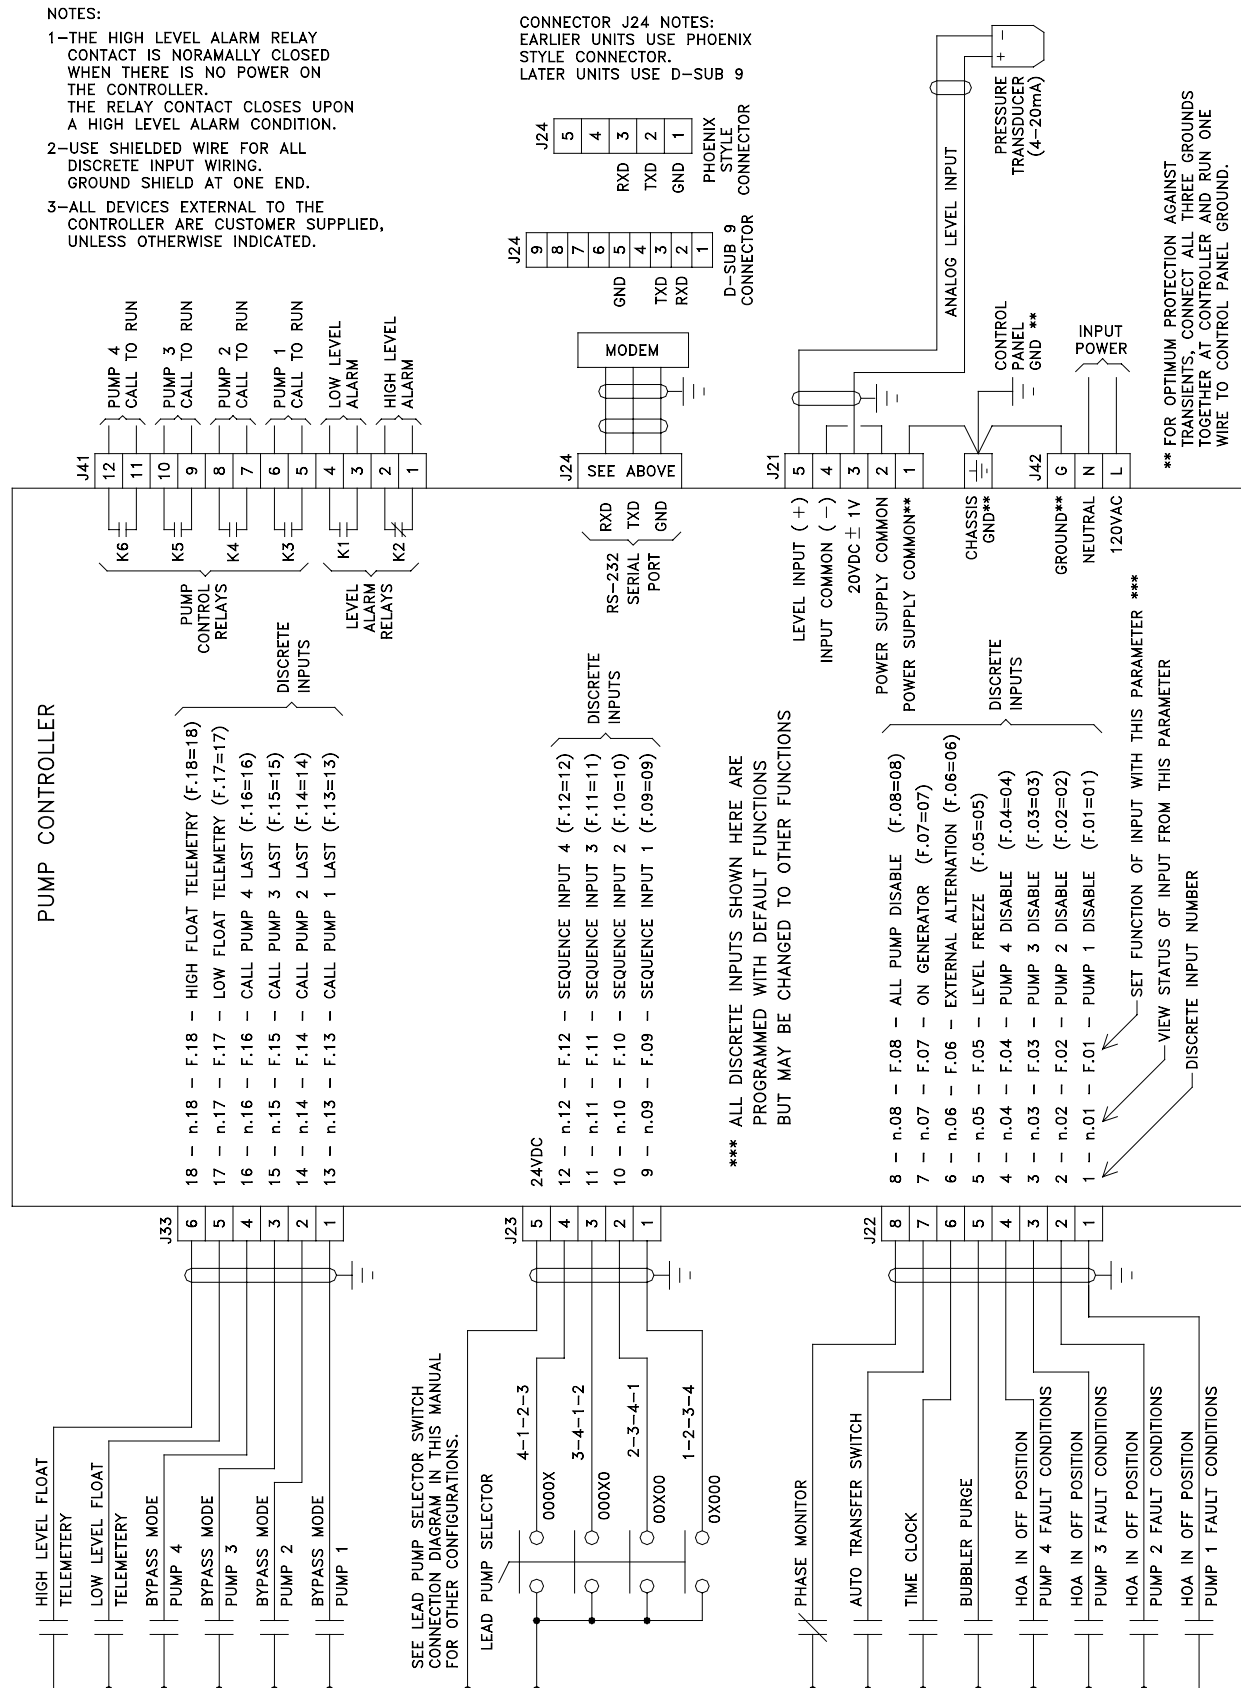 NOTES:
1-THE HIGH LEVEL ALARM RELAY
CONTACT IS NORAMALLY CLOSED
WHEN THERE IS NO POWER ON
THE CONTROLLER.
THE RELAY CONTACT CLOSES UPON
A HIGH LEVEL ALARM CONDITION.
2-USE SHIELDED WIRE FOR ALL
DISCRETE INPUT WIRING.
GROUND SHIELD AT ONE END.
3-ALL DEVICES EXTERNAL TO THE
CONTROLLER ARE CUSTOMER SUPPLIED,
UNLESS OTHERWISE INDICATED.
CONNECTOR J24 NOTES:
EARLIER UNITS USE PHOENIX
STYLE CONNECTOR.
LATER UNITS USE D-SUB 9
J24
5
4
3
2
1
RXD
TXD
GND
PHOENIX
STYLE
CONNECTOR
J24
9
8
7
6
5
4
3
2
1
GND
TXD
RXD
D-SUB 9
CONNECTOR
-
+
PRESSURE
TRANSDUCER
(4-20mA)
ANALOG LEVEL INPUT
** FOR OPTIMUM PROTECTION AGAINST
TRANSIENTS, CONNECT ALL THREE GROUNDS
TOGETHER AT CONTROLLER AND RUN ONE
WIRE TO CONTROL PANEL GROUND.
PUMP 4
CALL TO RUN
PUMP 3
CALL TO RUN
PUMP 2
CALL TO RUN
PUMP 1
CALL TO RUN
LOW LEVEL
ALARM
HIGH LEVEL
ALARM
MODEM
CONTROL
PANEL
GND **
INPUT
POWER
J41
12
11
10
9
8
7
6
5
4
3
2
1
J24
SEE ABOVE
J21
5
4
3
2
1
J42
G
N
L
K6
K5
K4
K3
K1
K2
PUMP
CONTROL
RELAYS
LEVEL
ALARM
RELAYS
RXD
TXD
GND
RS-232
SERIAL
PORT
LEVEL INPUT (+)
INPUT COMMON (-)
20VDC ± 1V
POWER SUPPLY COMMON
POWER SUPPLY COMMON**
CHASSIS
GND**
GROUND**
NEUTRAL
120VAC
PUMP CONTROLLER
DISCRETE
INPUTS
18 - n.18 - F.18 - HIGH FLOAT TELEMETRY (F.18=18)
17 - n.17 - F.17 - LOW FLOAT TELEMETRY (F.17=17)
16 - n.16 - F.16 - CALL PUMP 4 LAST (F.16=16)
15 - n.15 - F.15 - CALL PUMP 3 LAST (F.15=15)
14 - n.14 - F.14 - CALL PUMP 2 LAST (F.14=14)
13 - n.13 - F.13 - CALL PUMP 1 LAST (F.13=13)
DISCRETE
INPUTS
24VDC
12 - n.12 - F.12 - SEQUENCE INPUT 4 (F.12=12)
11 - n.11 - F.11 - SEQUENCE INPUT 3 (F.11=11)
10 - n.10 - F.10 - SEQUENCE INPUT 2 (F.10=10)
9 - n.09 - F.09 - SEQUENCE INPUT 1 (F.09=09)
*** ALL DISCRETE INPUTS SHOWN HERE ARE
PROGRAMMED WITH DEFAULT FUNCTIONS
BUT MAY BE CHANGED TO OTHER FUNCTIONS
DISCRETE
INPUTS
8 - n.08 - F.08 - ALL PUMP DISABLE (F.08=08)
7 - n.07 - F.07 - ON GENERATOR (F.07=07)
6 - n.06 - F.06 - EXTERNAL ALTERNATION (F.06=06)
5 - n.05 - F.05 - LEVEL FREEZE (F.05=05)
4 - n.04 - F.04 - PUMP 4 DISABLE (F.04=04)
3 - n.03 - F.03 - PUMP 3 DISABLE (F.03=03)
2 - n.02 - F.02 - PUMP 2 DISABLE (F.02=02)
1 - n.01 - F.01 - PUMP 1 DISABLE (F.01=01)
SET FUNCTION OF INPUT WITH THIS PARAMETER ***
VIEW STATUS OF INPUT FROM THIS PARAMETER
DISCRETE INPUT NUMBER
J33
6
5
4
3
2
1
J23
5
4
3
2
1
J22
8
7
6
5
4
3
2
1
HIGH LEVEL FLOAT
TELEMETERY
LOW LEVEL FLOAT
TELEMETERY
BYPASS MODE
PUMP 4
BYPASS MODE
PUMP 3
BYPASS MODE
PUMP 2
BYPASS MODE
PUMP 1
SEE LEAD PUMP SELECTOR SWITCH
CONNECTION DIAGRAM IN THIS MANUAL
FOR OTHER CONFIGURATIONS.
LEAD PUMP SELECTOR
4-1-2-3
0000X
3-4-1-2
000X0
2-3-4-1
00X00
1-2-3-4
0X000
PHASE MONITOR
AUTO TRANSFER SWITCH
TIME CLOCK
BUBBLER PURGE
HOA IN OFF POSITION
PUMP 4 FAULT CONDITIONS
HOA IN OFF POSITION
PUMP 3 FAULT CONDITIONS
HOA IN OFF POSITION
PUMP 2 FAULT CONDITIONS
HOA IN OFF POSITION
PUMP 1 FAULT CONDITIONS